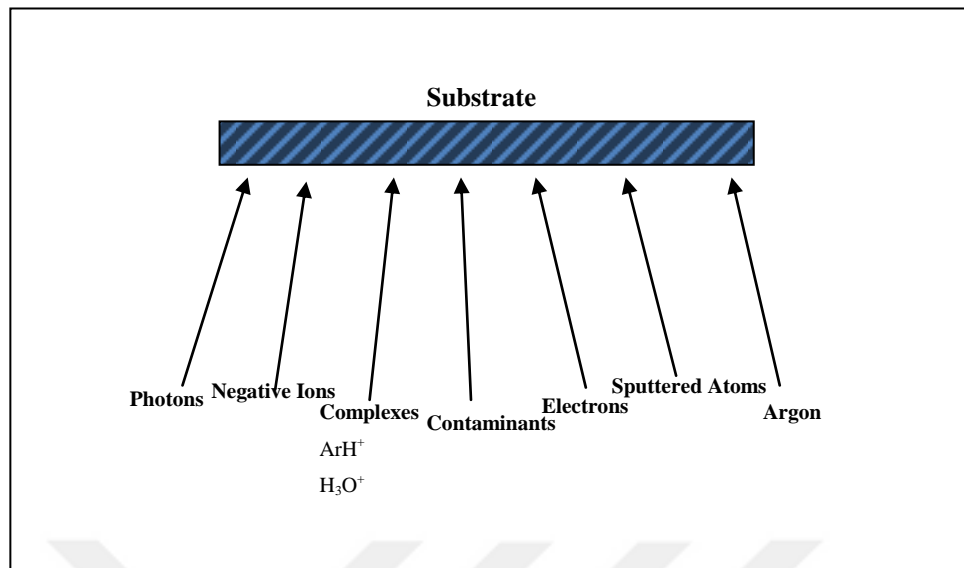 Substrate
Photons
Negative Ions
Complexes
ArH⁺
H₃O⁺
Contaminants
Electrons
Sputtered Atoms
Argon